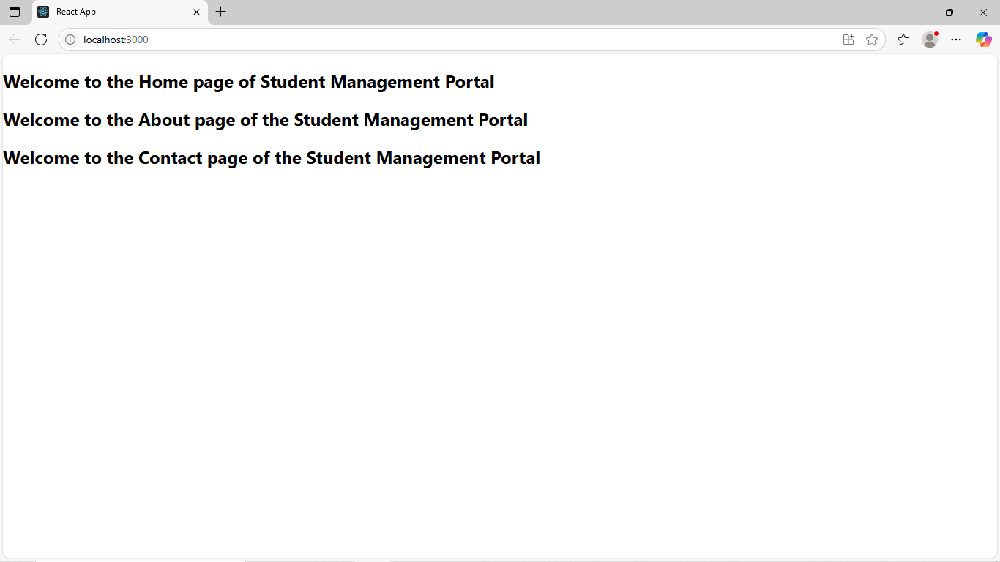 React App
localhost:3000
Welcome to the Home page of Student Management Portal
Welcome to the About page of the Student Management Portal
Welcome to the Contact page of the Student Management Portal